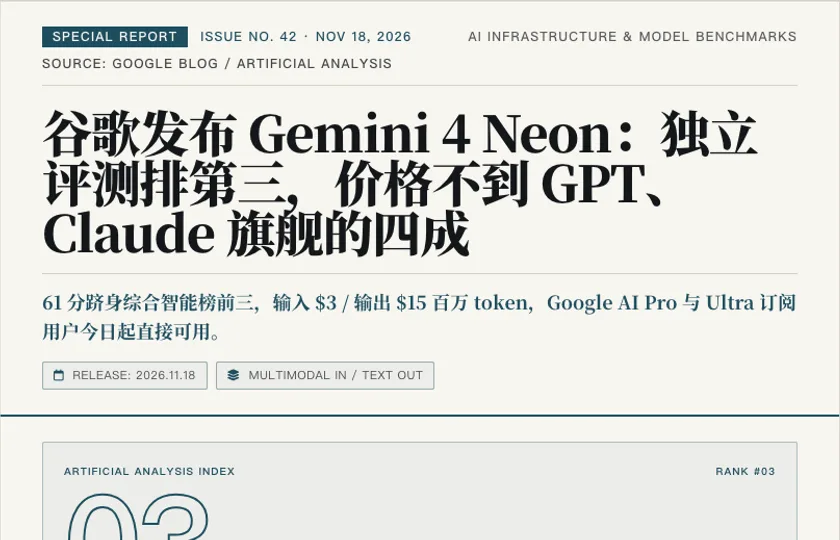 SPECIAL REPORT ISSUE NO. 42 · NOV 18, 2026 AI INFRASTRUCTURE & MODEL BENCHMARKS
SOURCE: GOOGLE BLOG / ARTIFICIAL ANALYSIS
谷歌发布 Gemini 4 Neon：独立
评测排第三，价格不到 GPT、
Claude 旗舰的四成
61 分跻身综合智能榜前三，输入 $3 / 输出 $15 百万 token，Google AI Pro 与 Ultra 订阅
用户今日起直接可用。
RELEASE: 2026.11.18 MULTIMODAL IN / TEXT OUT
ARTIFICIAL ANALYSIS INDEX RANK #03
03